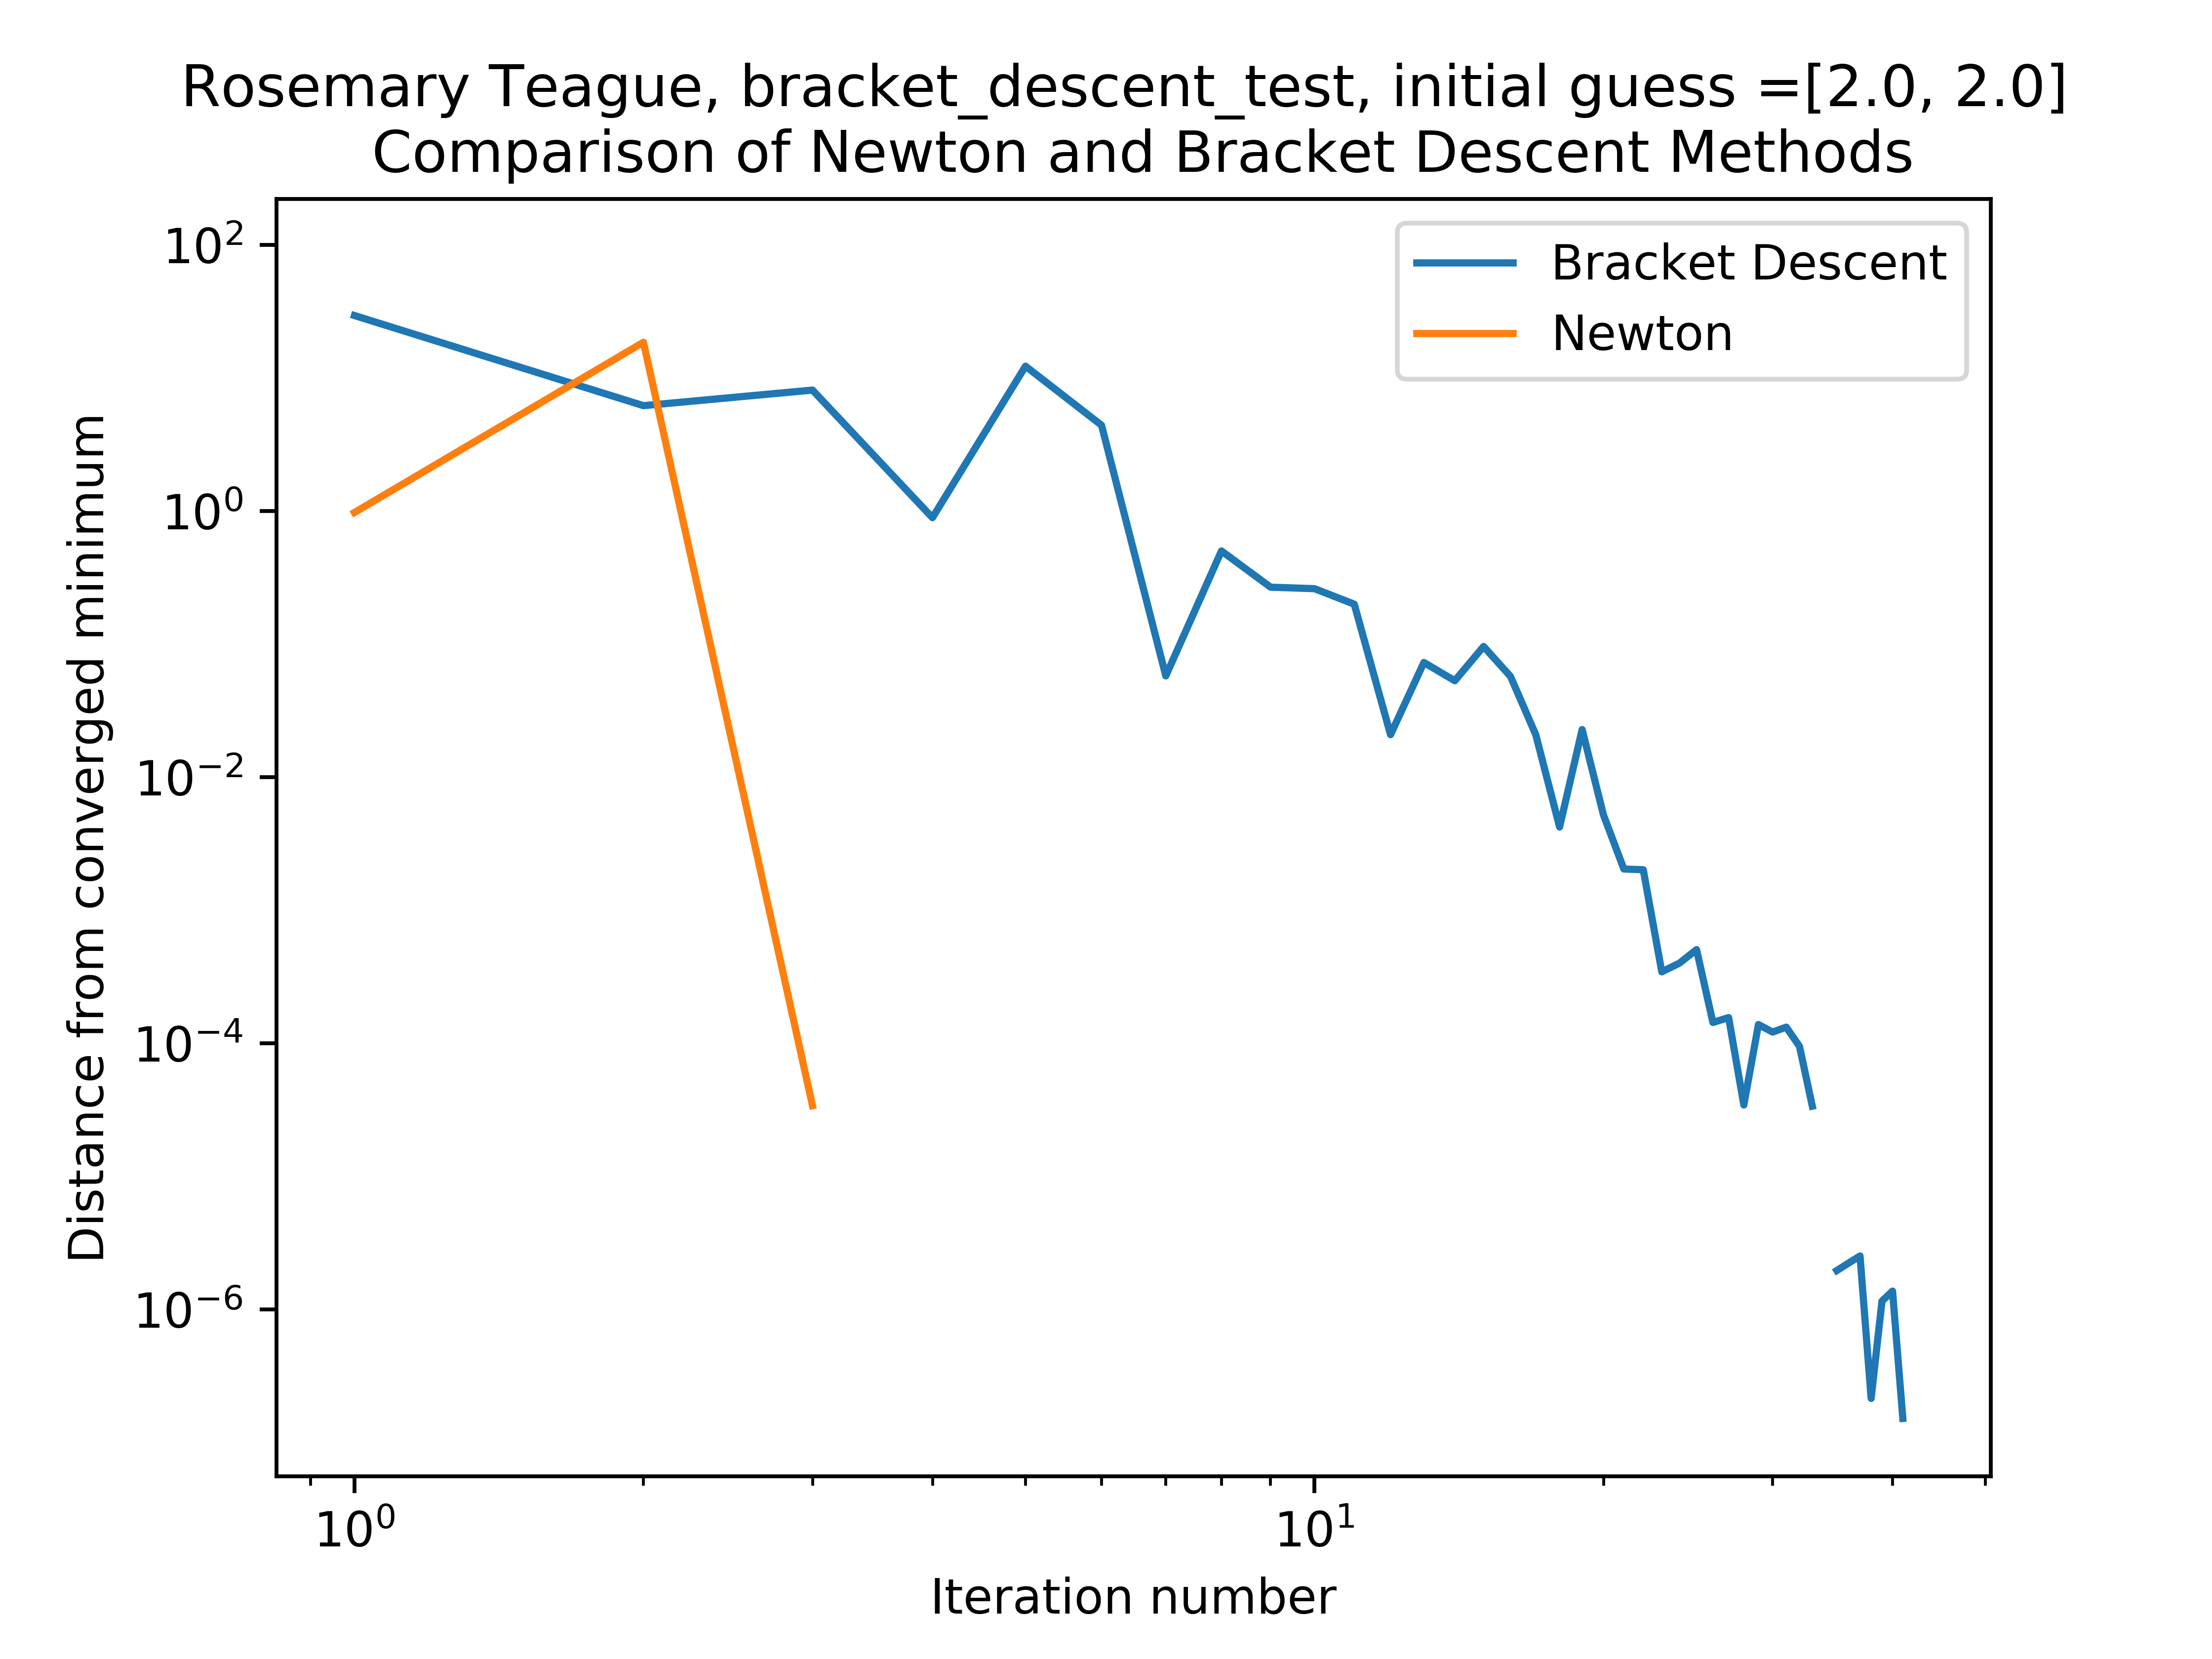 Rosemary Teague, bracket_descent_test, initial guess =[2.0, 2.0]
Comparison of Newton and Bracket Descent Methods
Bracket Descent
Newton
Distance from converged minimum
10²
10⁰
10⁻²
10⁻⁴
10⁻⁶
10⁰ 10¹
Iteration number